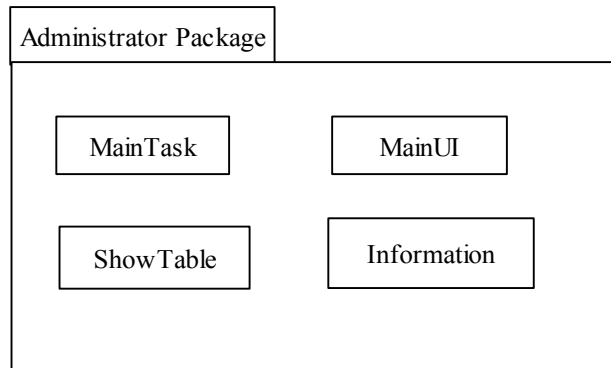 Administrator Package
MainTask
MainUI
ShowTable
Information